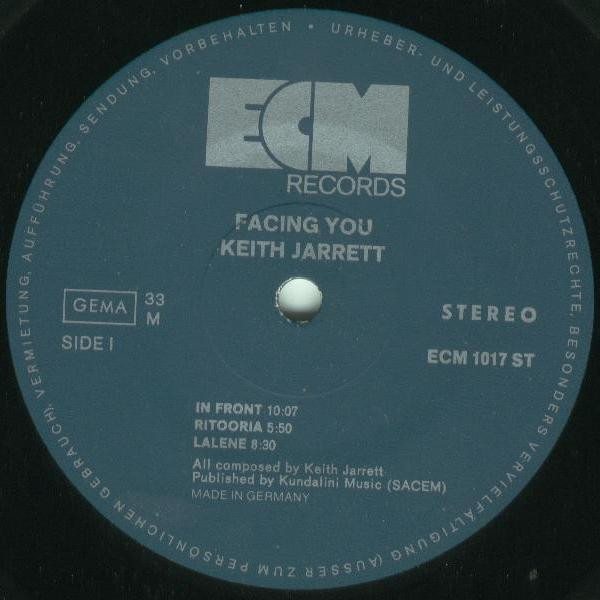 URHEBER- UND LEISTUNGSSCHUTZRECHTE, BESONDERS VERVIELFÄLTIGUNG (AUSSER ZUM PERSÖNLICHEN GEBRAUCH), VERMIETUNG, AUFFÜHRUNG, SENDUNG, VORBEHALTEN •
ECM
RECORDS
FACING YOU
KEITH JARRETT
GEMA
33
M
SIDE I
STEREO
ECM 1017 ST
IN FRONT 10:07
RITOORIA 5:50
LALENE 8:30
All composed by Keith Jarrett
Published by Kundalini Music (SACEM)
MADE IN GERMANY